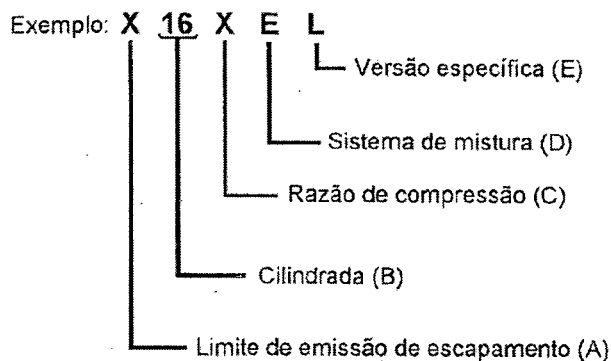 Exemplo: X 16 X E L
Versão específica (E)
Sistema de mistura (D)
Razão de compressão (C)
Cilindrada (B)
Limite de emissão de escapamento (A)